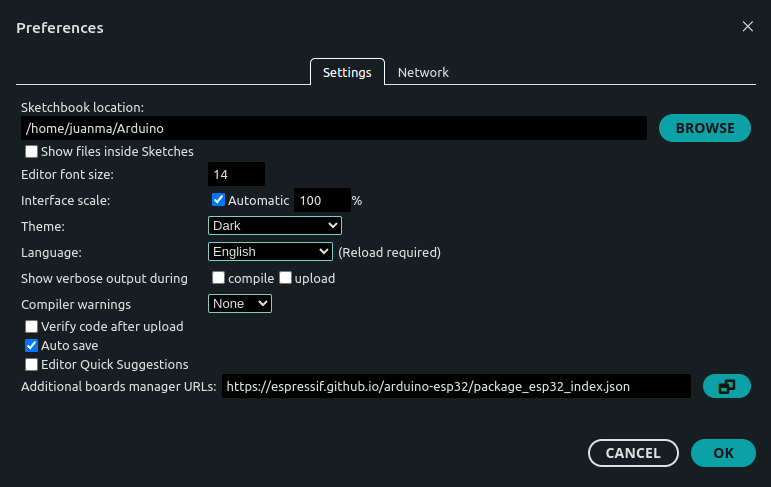 Preferences
Settings Network
Sketchbook location:
/home/juanma/Arduino BROWSE
Show files inside Sketches
Editor font size: 14
Interface scale: Automatic 100 %
Theme: Dark
Language: English (Reload required)
Show verbose output during compile upload
Compiler warnings None
Verify code after upload
Auto save
Editor Quick Suggestions
Additional boards manager URLs: https://espressif.github.io/arduino-esp32/package_esp32_index.json
CANCEL OK